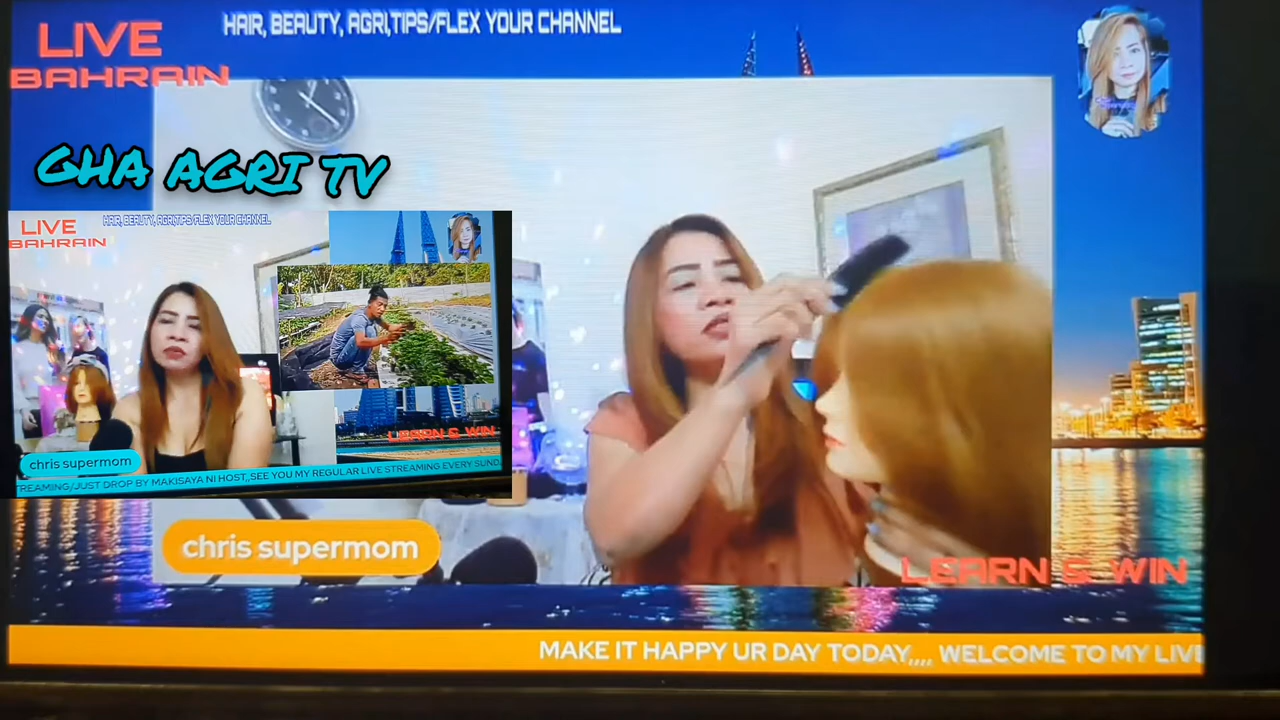 LIVE
BAHRAIN
HAIR, BEAUTY, AGRI,TIPS/FLEX YOUR CHANNEL
GHA AGRI TV
LIVE
BAHRAIN
HAIR, BEAUTY, AGRI,TIPS/FLEX YOUR CHANNEL
LEARN & WIN
chris supermom
TREAMING/JUST DROP BY MAKISAYA NI HOST,,SEE YOU MY REGULAR LIVE STREAMING EVERY SUND
chris supermom
LEARN & WIN
MAKE IT HAPPY UR DAY TODAY,,,, WELCOME TO MY LIV